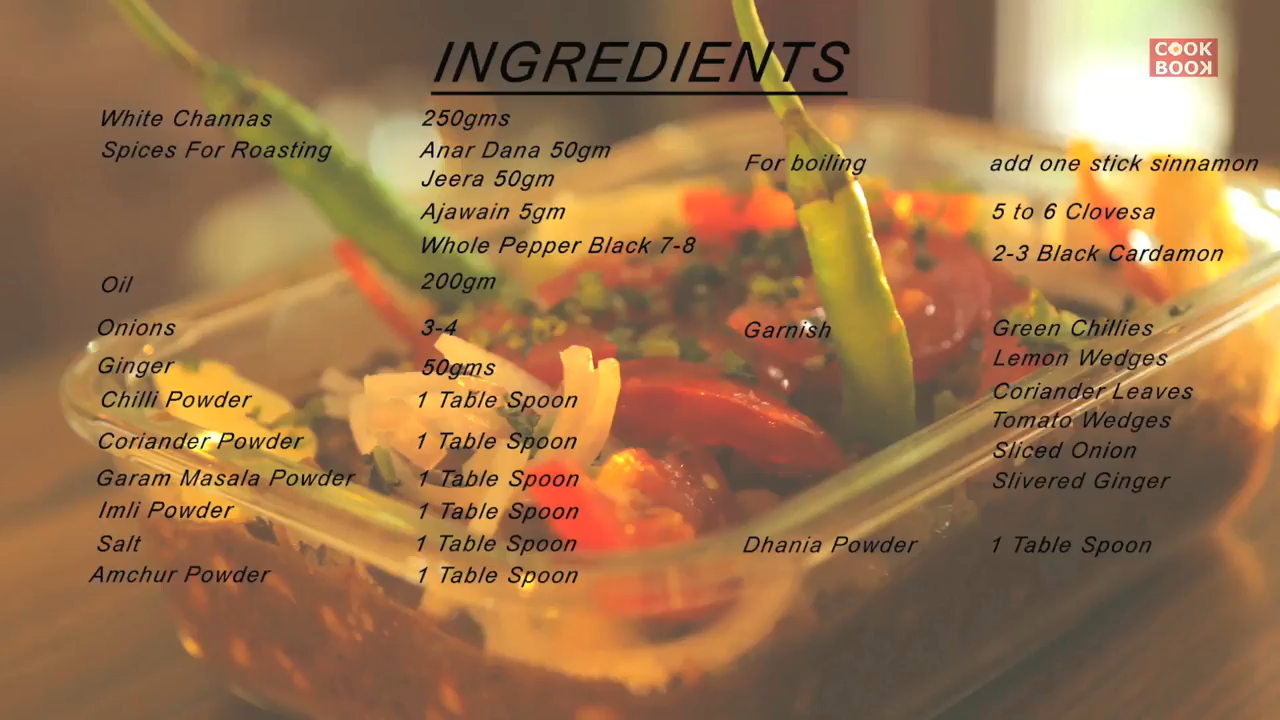 INGREDIENTS
COOK
BOOK
White Channas 250gms
Spices For Roasting Anar Dana 50gm
Jeera 50gm
Ajawain 5gm
Whole Pepper Black 7-8
Oil 200gm
Onions 3-4
Ginger 50gms
Chilli Powder 1 Table Spoon
Coriander Powder 1 Table Spoon
Garam Masala Powder 1 Table Spoon
Imli Powder 1 Table Spoon
Salt 1 Table Spoon
Amchur Powder 1 Table Spoon
For boiling add one stick sinnamon
5 to 6 Clovesa
2-3 Black Cardamon
Garnish Green Chillies
Lemon Wedges
Coriander Leaves
Tomato Wedges
Sliced Onion
Slivered Ginger
Dhania Powder 1 Table Spoon